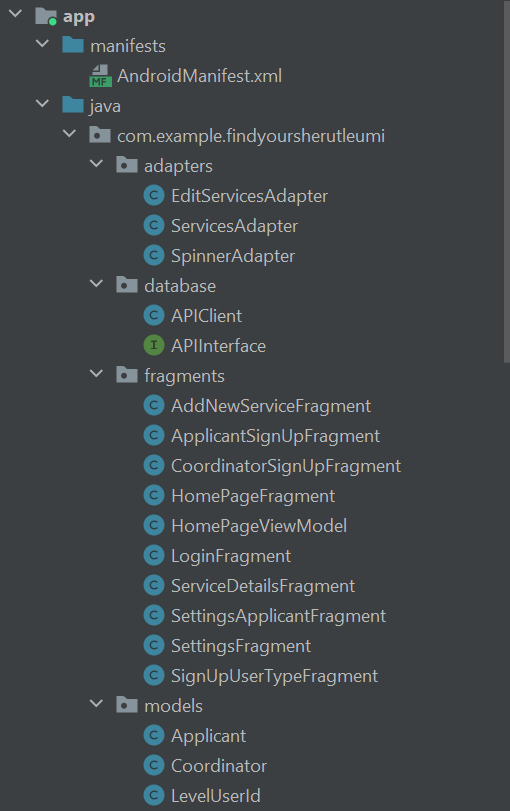 app
manifests
MF AndroidManifest.xml
java
com.example.findyoursherutleumi
adapters
C EditServicesAdapter
C ServicesAdapter
C SpinnerAdapter
database
C APIClient
I APIInterface
fragments
C AddNewServiceFragment
C ApplicantSignUpFragment
C CoordinatorSignUpFragment
C HomePageFragment
C HomePageViewModel
C LoginFragment
C ServiceDetailsFragment
C SettingsApplicantFragment
C SettingsFragment
C SignUpUserTypeFragment
models
C Applicant
C Coordinator
C LevelUserId